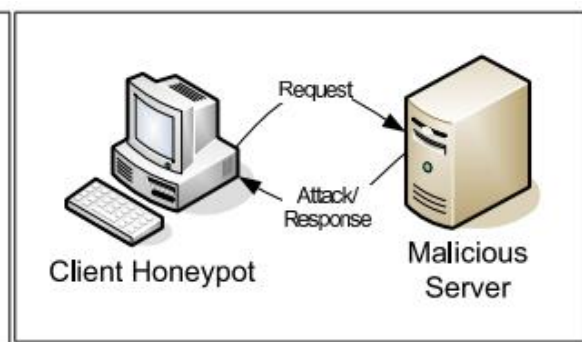 Request
Attack/
Response
Client Honeypot
Malicious
Server